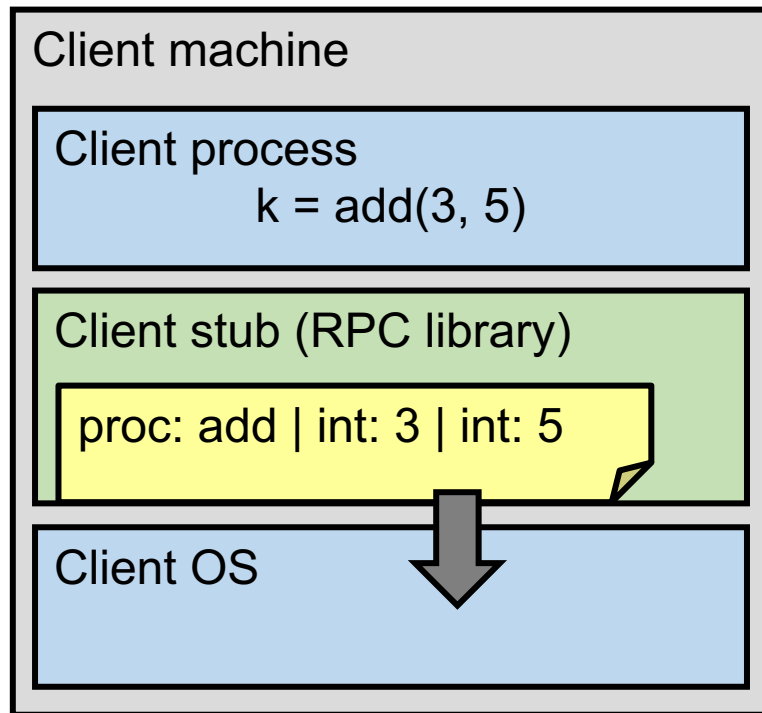 Client machine
Client process
k = add(3, 5)
Client stub (RPC library)
proc: add | int: 3 | int: 5
Client OS